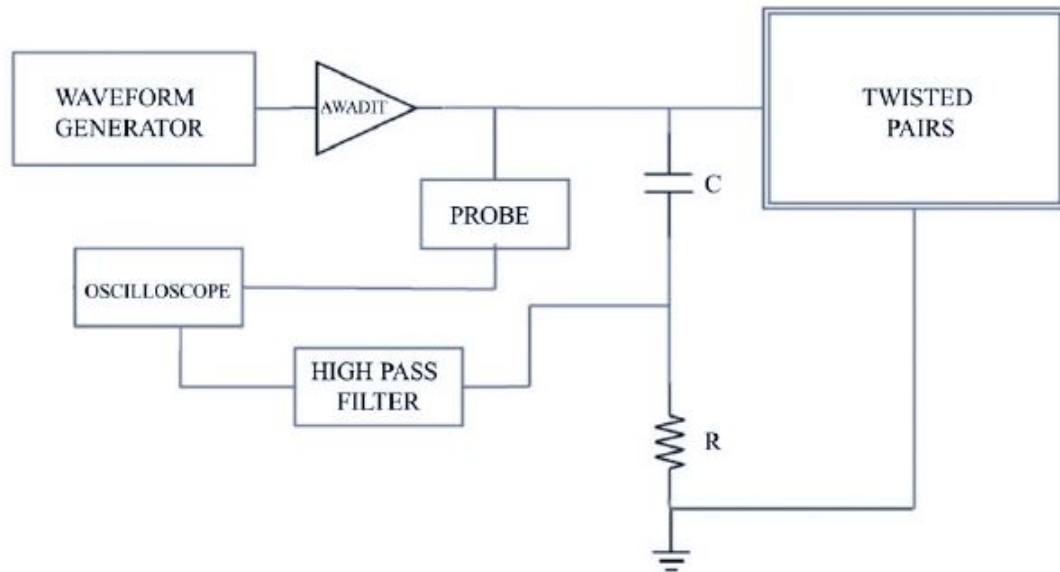 WAVEFORM
GENERATOR
AWADIT
TWISTED
PAIRS
C
PROBE
OSCILLOSCOPE
HIGH PASS
FILTER
R